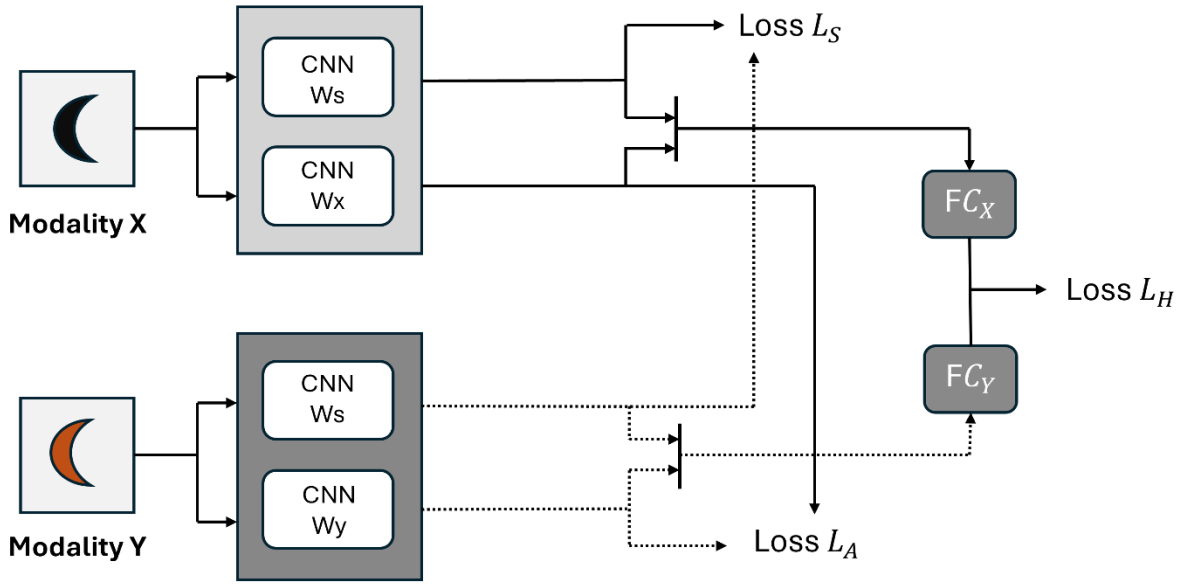 Loss L_S
CNN
Ws
CNN
Wx
Modality X
FC_X
Loss L_H
CNN
Ws
FC_Y
CNN
Wy
Modality Y
Loss L_A